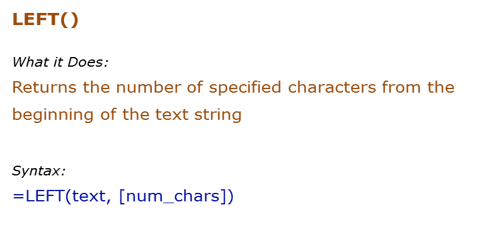 LEFT()
What it Does:
Returns the number of specified characters from the
beginning of the text string
Syntax:
=LEFT(text, [num_chars])